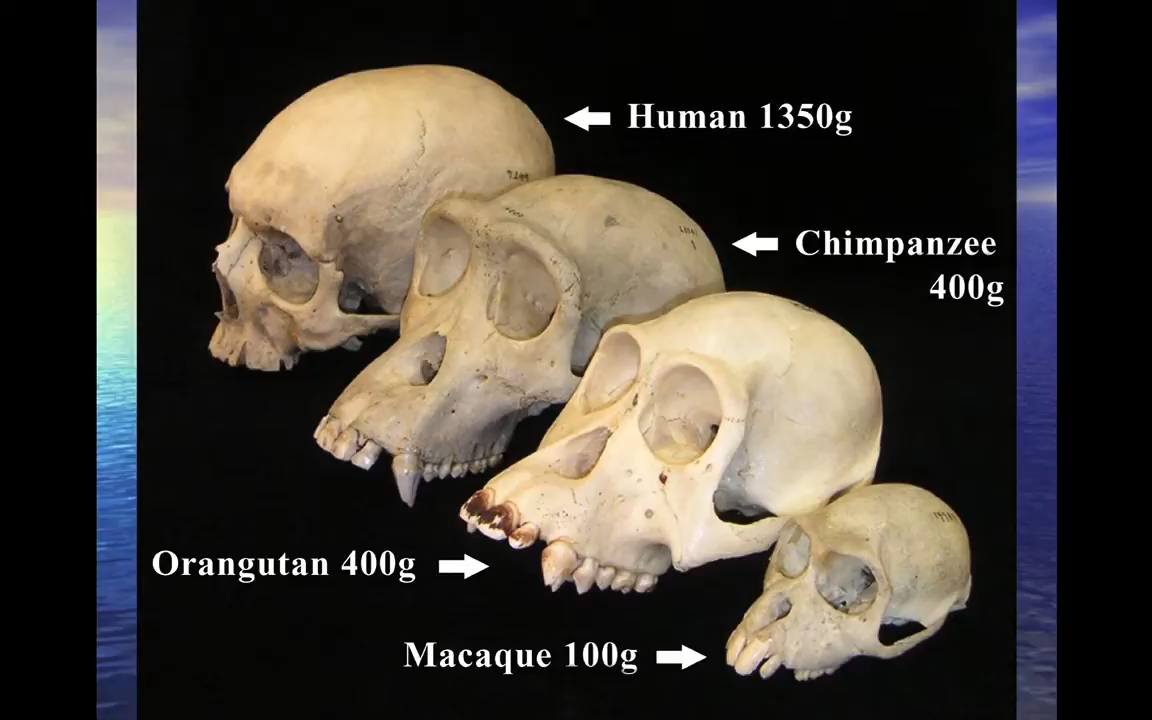 Human 1350g
Chimpanzee
400g
Orangutan 400g
Macaque 100g